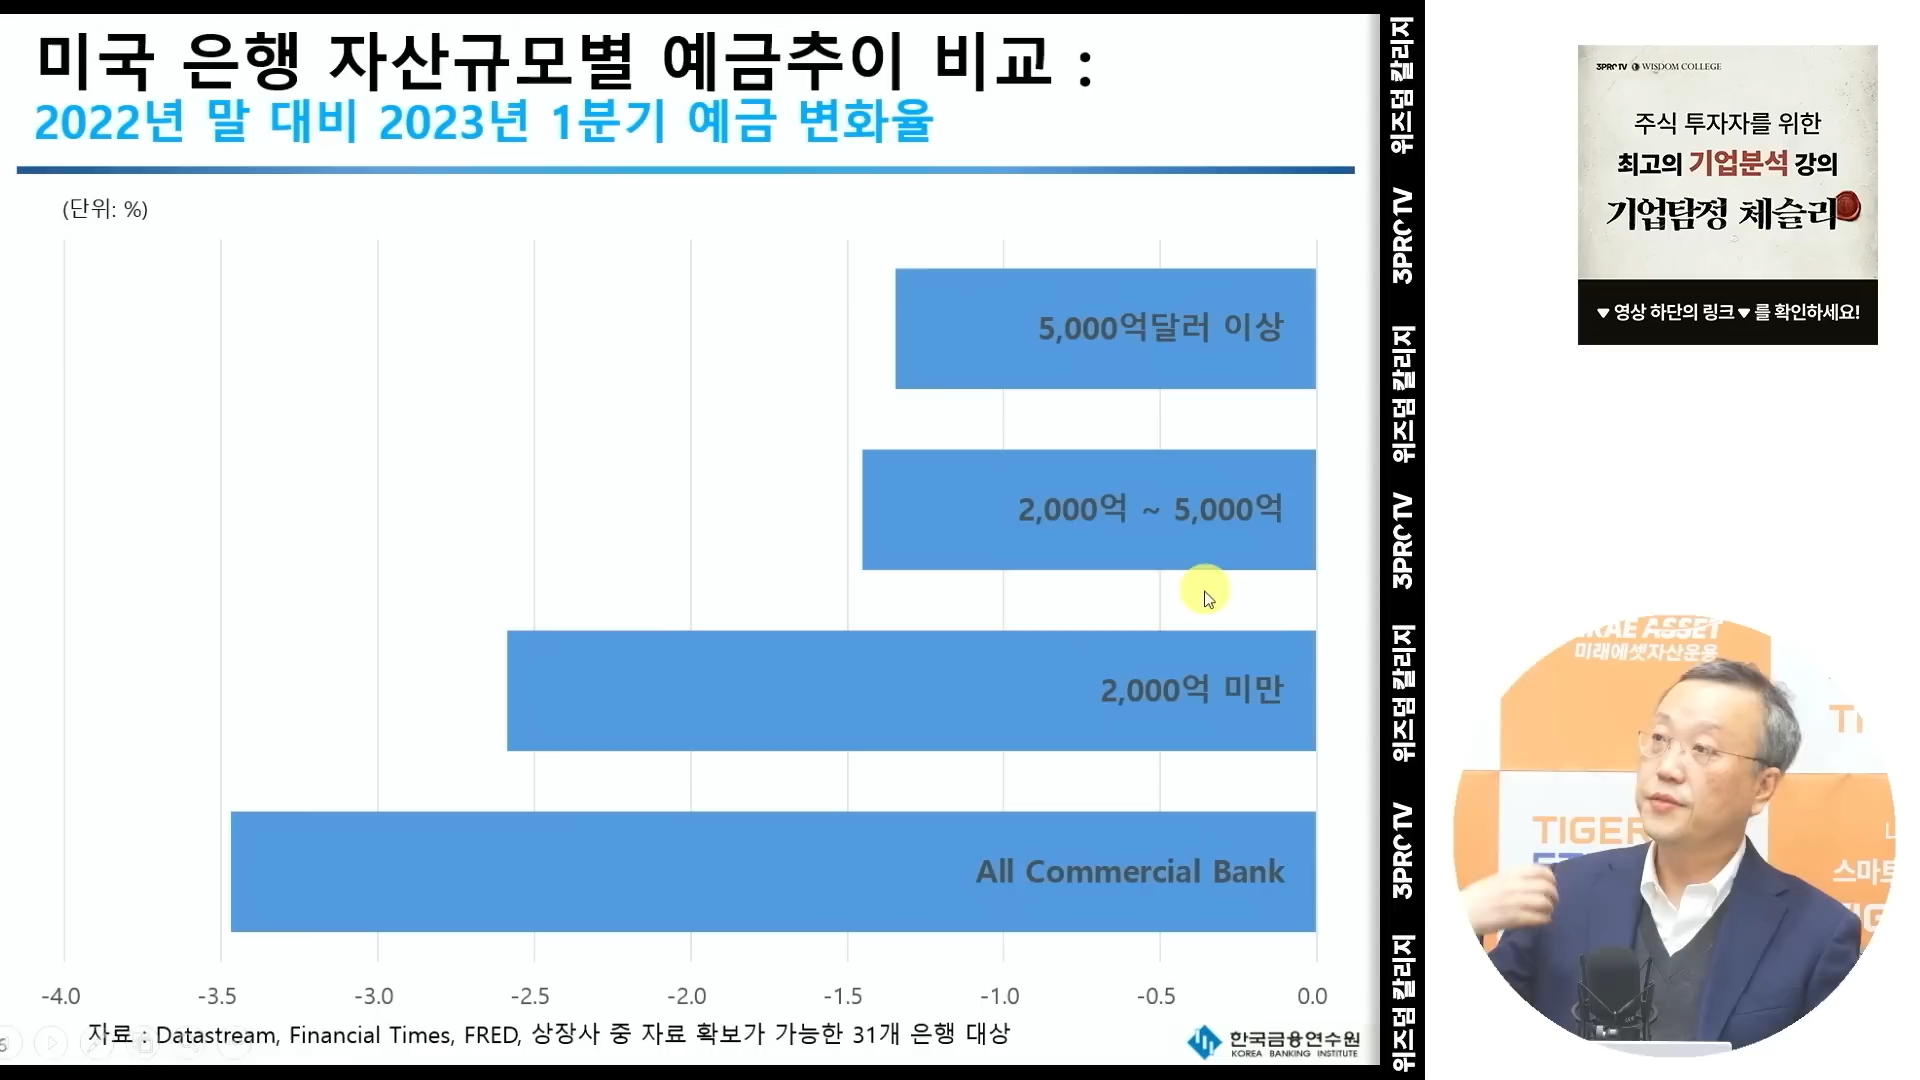 미국 은행 자산규모별 예금추이 비교 :
2022년 말 대비 2023년 1분기 예금 변화율
(단위: %)
5,000억달러 이상
2,000억 ~ 5,000억
2,000억 미만
All Commercial Bank
-4.0 -3.5 -3.0 -2.5 -2.0 -1.5 -1.0 -0.5 0.0
자료 : Datastream, Financial Times, FRED, 상장사 중 자료 확보가 가능한 31개 은행 대상
한국금융연수원
KOREA BANKING INSTITUTE
위즈덤 칼리지
3PROTV
위즈덤 칼리지
3PROTV
위즈덤 칼리지
3PROTV
위즈덤 칼리지
3PROTV WISDOM COLLEGE
주식 투자자를 위한
최고의 기업분석 강의
기업탐정 체슬리
▼영상 하단의 링크▼를 확인하세요!
ASSET
미래에셋자산운용
TIGER